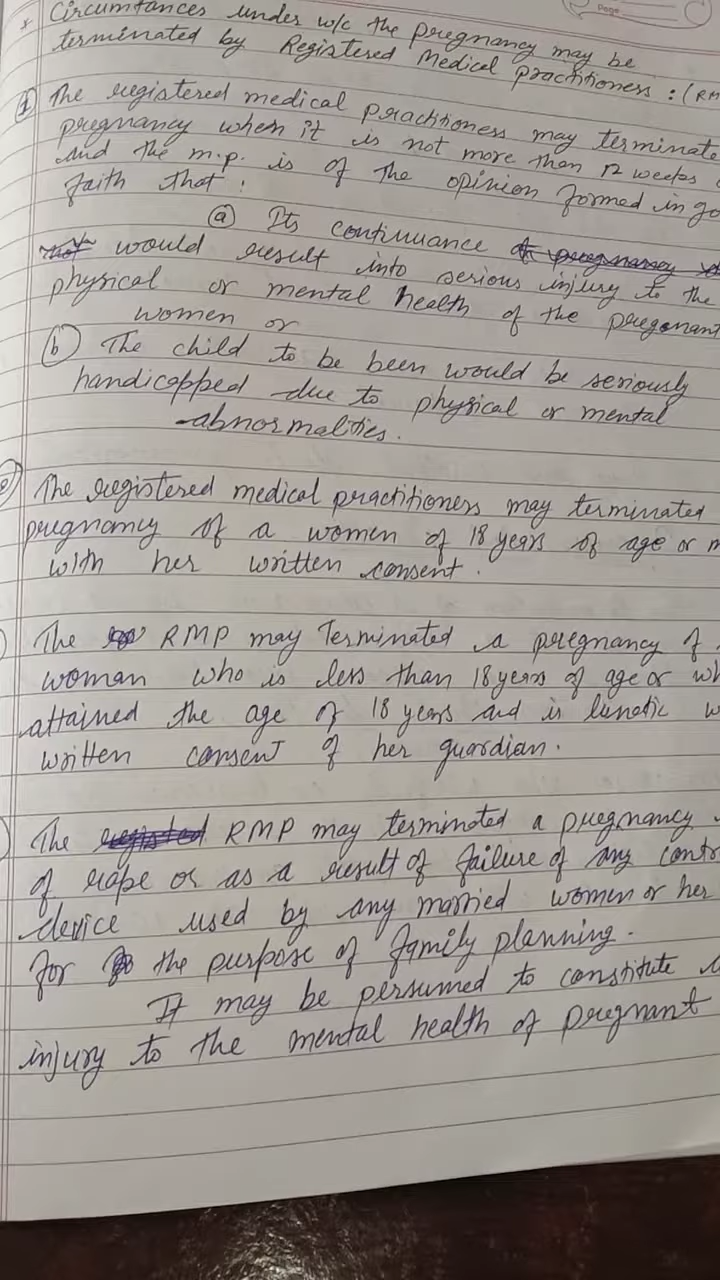 Page
* Circumtances under w/c the pregnancy may be
terminated by Registered Medical practitioness : (RM
① The registered medical practioness may terminate
pregnancy when it is not more than 12 weeks
and the m.p. is of the opinion formed in go
faith that :
ⓐ Its continuance
would result into serious injury to the
physical or mental health of the pregenant
women or
ⓑ The child to be been would be seriously
handicapped due to physical or mental
abnormalities.
The registered medical practitioners may terminated
pregnancy of a women of 18 years of age or m
with her written consent.
The RMP may Terminated a pregnancy of
woman who is less than 18 years of age or wh
attained the age of 18 years and is lunatic w
written consent of her guardian.
The RMP may terminated a pregnancy
of rape or as a result of failure of any contr
device used by any married women or her
for the purpose of family planning.
It may be persumed to constitute
injury to the mental health of pregnant